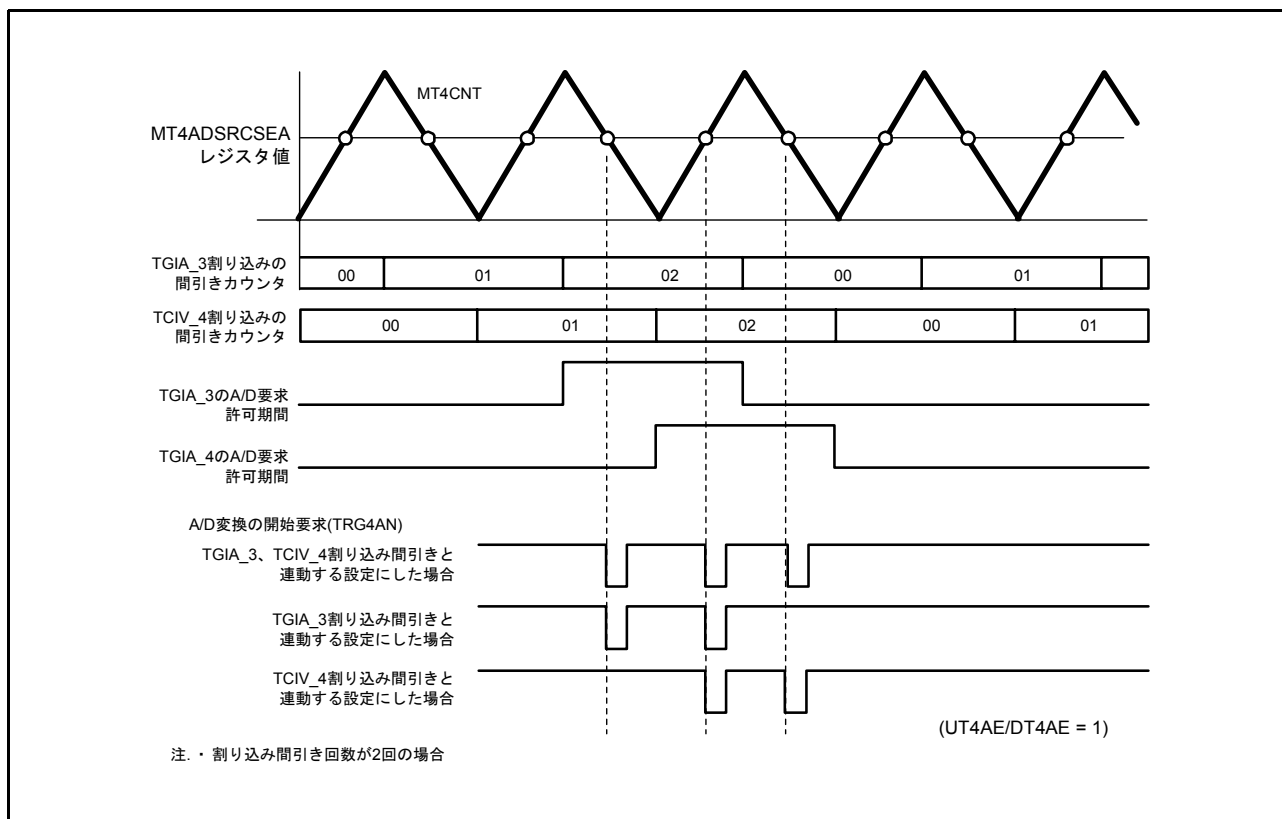 MT4CNT
MT4ADSRCSEA
レジスタ値
TGIA_3割り込みの
間引きカウンタ
00
01
02
00
01
TCIV_4割り込みの
間引きカウンタ
00
01
02
00
01
TGIA_3のA/D要求
許可期間
TGIA_4のA/D要求
許可期間
A/D変換の開始要求(TRG4AN)
TGIA_3、TCIV_4割り込み間引きと
連動する設定にした場合
TGIA_3割り込み間引きと
連動する設定にした場合
TCIV_4割り込み間引きと
連動する設定にした場合
(UT4AE/DT4AE = 1)
注. ・ 割り込み間引き回数が2回の場合